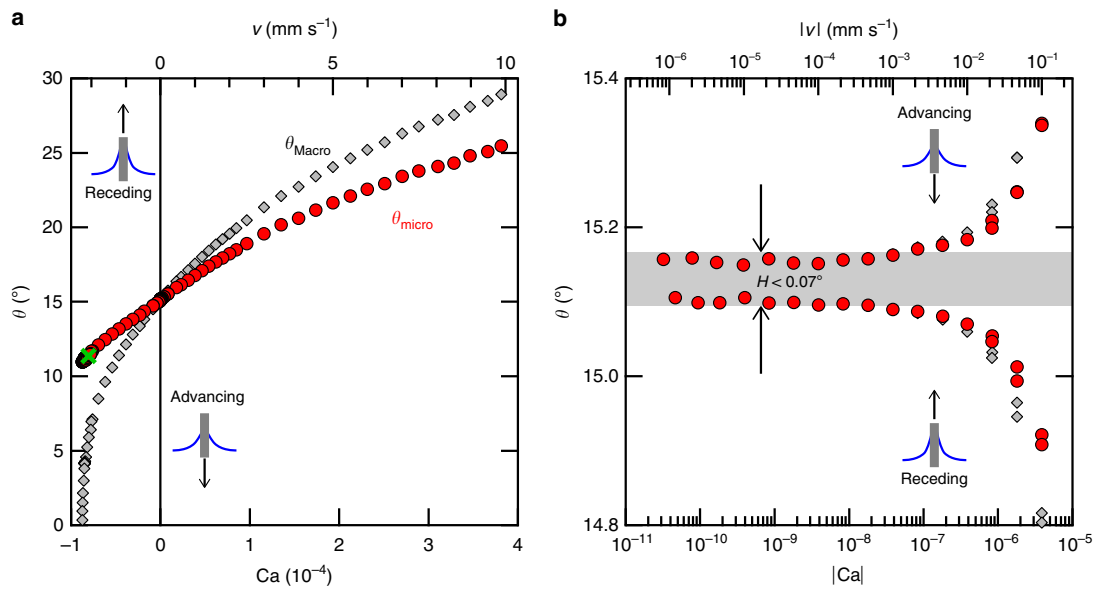 a
v (mm s⁻¹)
0 5 10
30
25
20
15
10
5
0
θ (°)
θMacro
θmicro
Receding
Advancing
−1 0 1 2 3 4
Ca (10⁻⁴)
b
|v| (mm s⁻¹)
10⁻⁶ 10⁻⁵ 10⁻⁴ 10⁻³ 10⁻² 10⁻¹
15.4
15.2
15.0
14.8
θ (°)
Advancing
H < 0.07°
Receding
10⁻¹¹ 10⁻¹⁰ 10⁻⁹ 10⁻⁸ 10⁻⁷ 10⁻⁶ 10⁻⁵
|Ca|